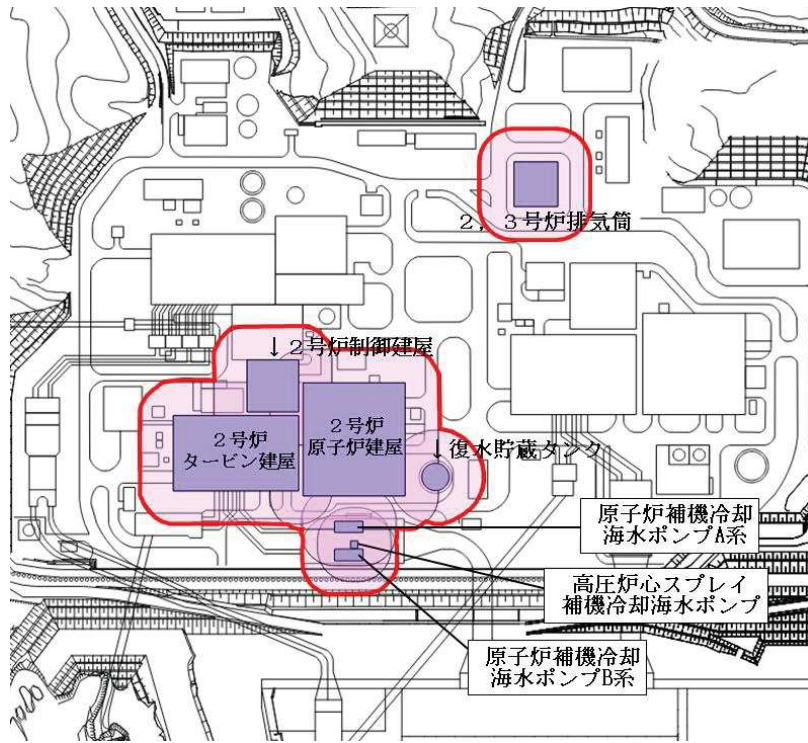 ２，３号炉排気筒
↓２号炉制御建屋
２号炉
原子炉建屋
２号炉
タービン建屋
↓復水貯蔵タンク
原子炉補機冷却
海水ポンプA系
高圧炉心スプレイ
補機冷却海水ポンプ
原子炉補機冷却
海水ポンプB系